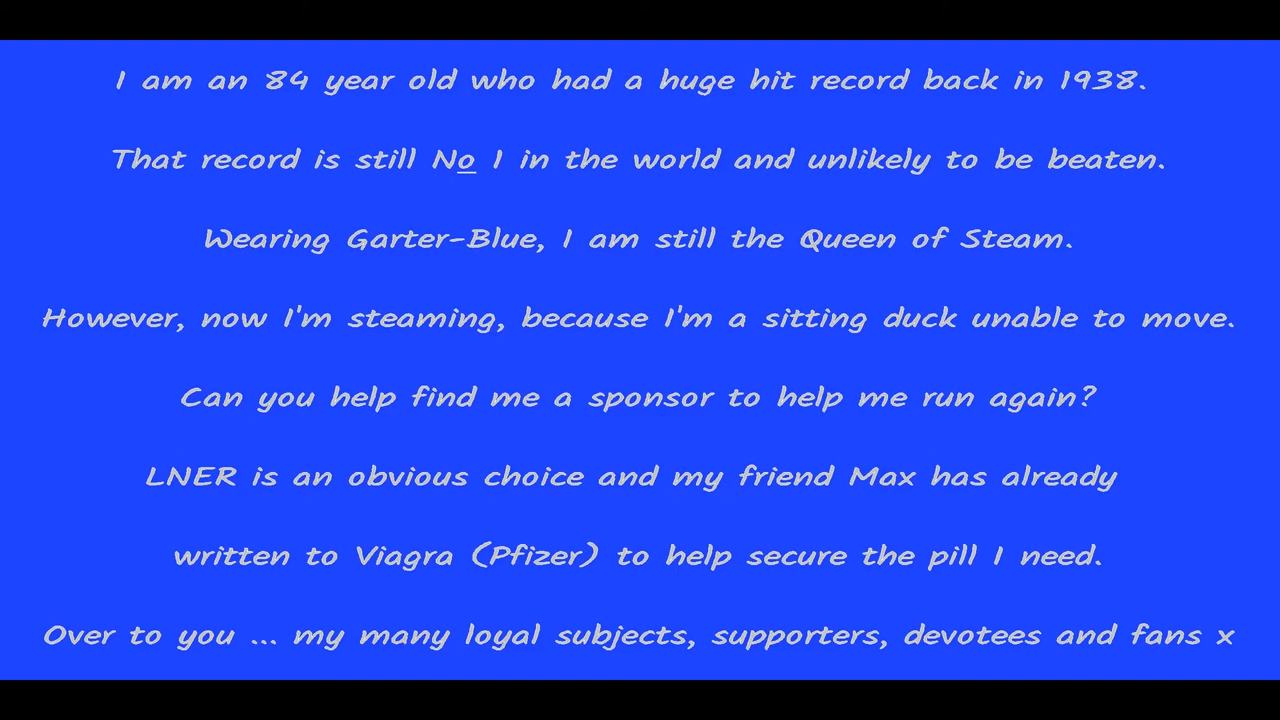 I am an 84 year old who had a huge hit record back in 1938.
That record is still No 1 in the world and unlikely to be beaten.
Wearing Garter-Blue, I am still the Queen of Steam.
However, now I'm steaming, because I'm a sitting duck unable to move.
Can you help find me a sponsor to help me run again?
LNER is an obvious choice and my friend Max has already
written to Viagra (Pfizer) to help secure the pill I need.
Over to you ... my many loyal subjects, supporters, devotees and fans x